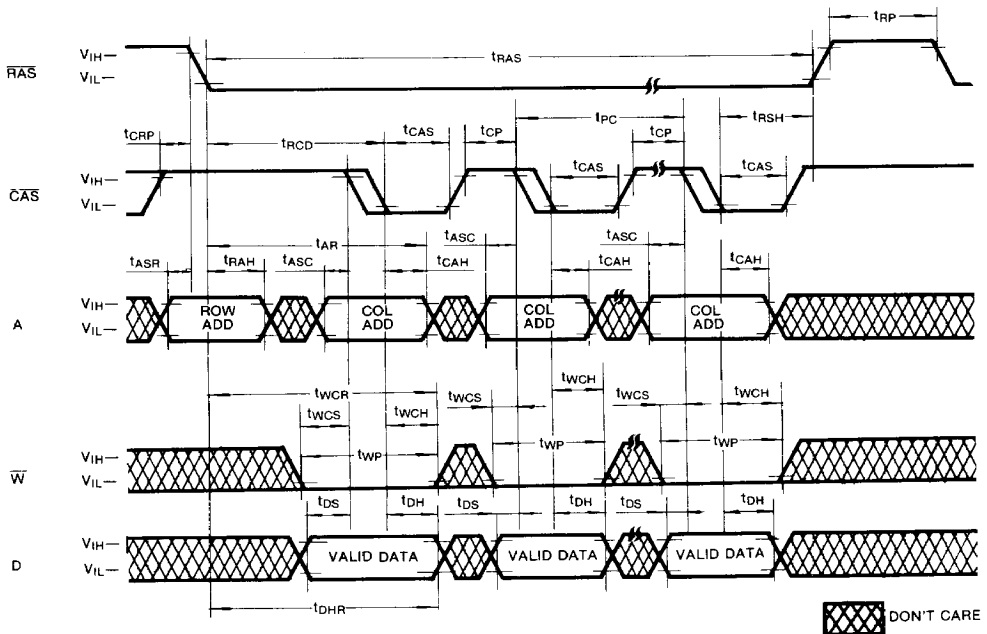 tRP
VIH
RAS
VIL
tRAS
tCRP
tRCD
tCAS
tCP
tPC
tCP
tRSH
VIH
CAS
VIL
tCAS
tCAS
tAR
tASC
tASC
tASR
tRAH
tASC
tCAH
tCAH
tCAH
VIH
A
VIL
ROW ADD
COL ADD
COL ADD
COL ADD
tWCR
tWCH
tWCS
tWCH
tWCS
tWCS
tWCH
tWP
tWP
tWP
VIH
W
VIL
tDS
tDH
tDS
tDH
tDS
tDH
VIH
D
VIL
VALID DATA
VALID DATA
VALID DATA
tDHR
DON'T CARE